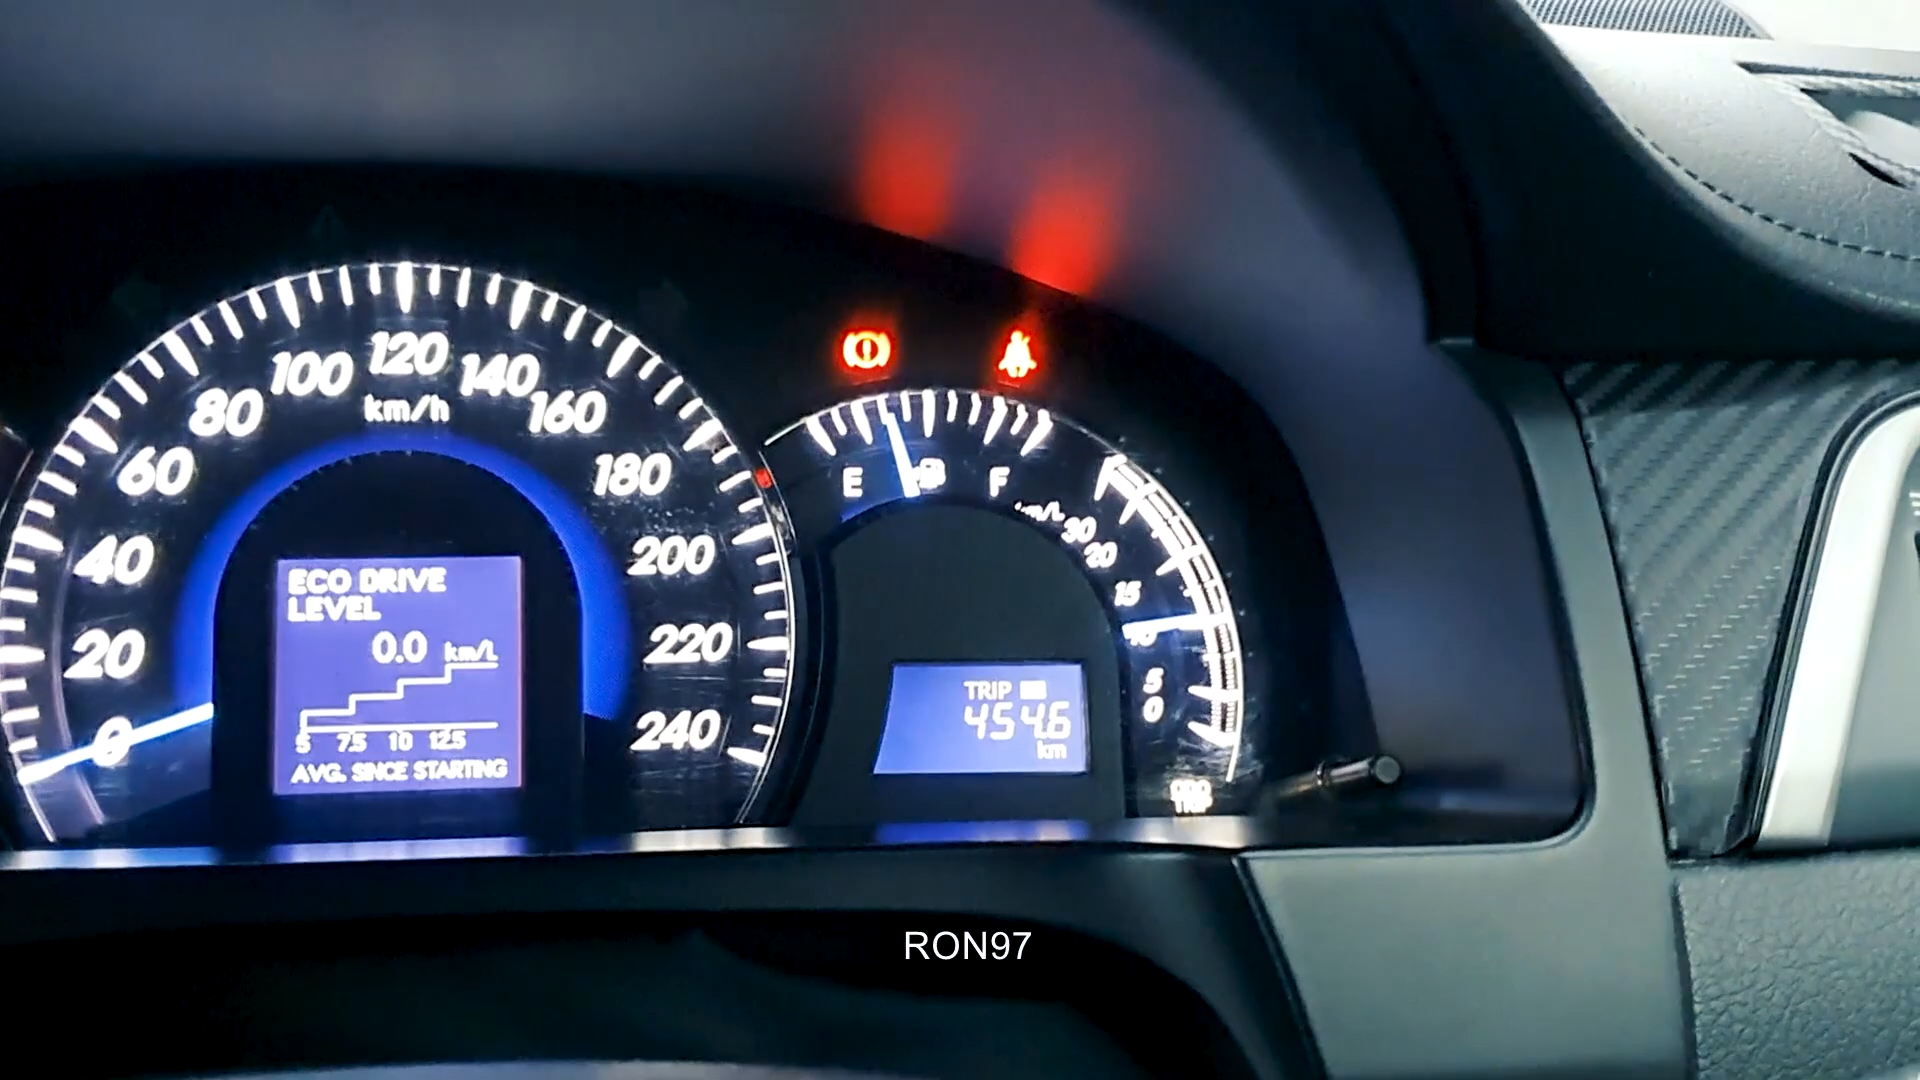 120
100
140
km/h
80
160
60
180
E
F
km/L
40
200
30
20
15
10
5
0
ECO DRIVE
LEVEL
0.0 km/L
5 7.5 10 12.5
AVG. SINCE STARTING
20
220
0
240
TRIP
454.6
km
ODO
TRIP
RON97